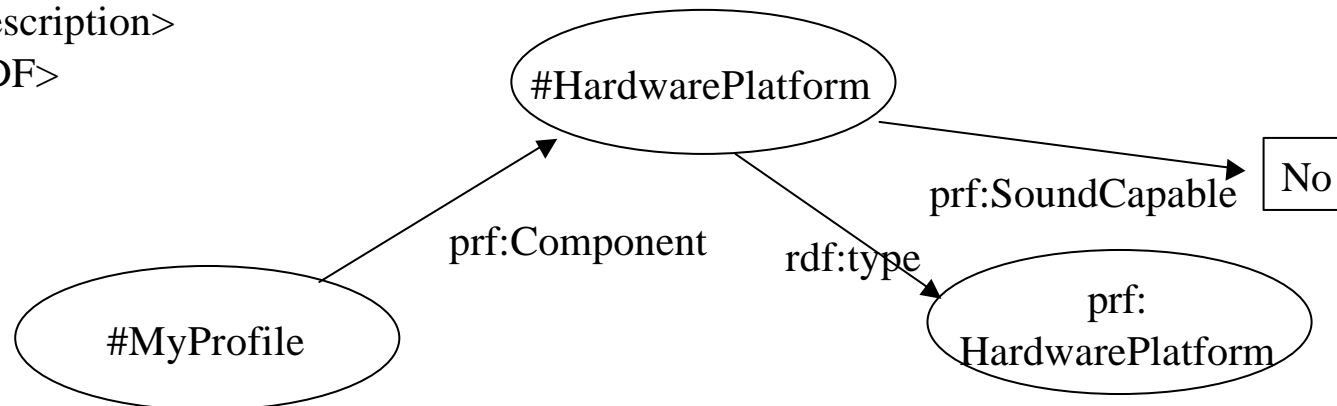 escription>
DF>
#HardwarePlatform
prf:SoundCapable
No
prf:Component
rdf:type
prf:
HardwarePlatform
#MyProfile